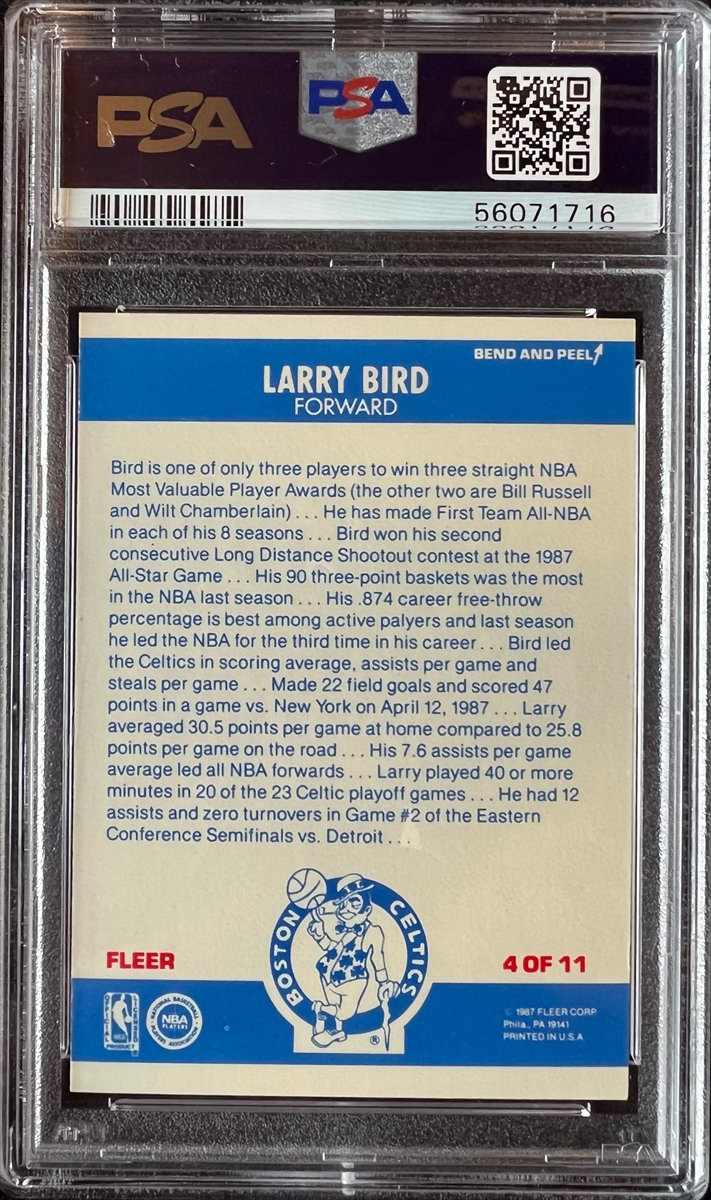 PSA
PSA
56071716
BEND AND PEEL
LARRY BIRD
FORWARD
Bird is one of only three players to win three straight NBA
Most Valuable Player Awards (the other two are Bill Russell
and Wilt Chamberlain) . . . He has made First Team All-NBA
in each of his 8 seasons . . . Bird won his second
consecutive Long Distance Shootout contest at the 1987
All-Star Game . . . His 90 three-point baskets was the most
in the NBA last season . . . His .874 career free-throw
percentage is best among active palyers and last season
he led the NBA for the third time in his career . . . Bird led
the Celtics in scoring average, assists per game and
steals per game . . . Made 22 field goals and scored 47
points in a game vs. New York on April 12, 1987 . . . Larry
averaged 30.5 points per game at home compared to 25.8
points per game on the road . . . His 7.6 assists per game
average led all NBA forwards . . . Larry played 40 or more
minutes in 20 of the 23 Celtic playoff games . . . He had 12
assists and zero turnovers in Game #2 of the Eastern
Conference Semifinals vs. Detroit . . .
BOSTON CELTICS
®
FLEER
4 OF 11
OFFICIAL LICENSED PRODUCT
NBA
NATIONAL BASKETBALL PLAYERS ASSOCIATION
NBA
PLAYERS
© 1987 FLEER CORP.
Phila., PA 19141
PRINTED IN U.S.A.
PSA